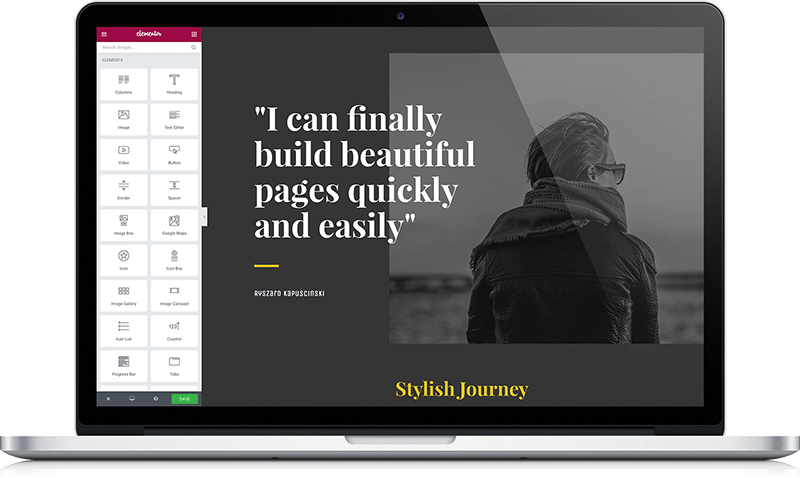 elementor
Search Widget...
ELEMENTS
Columns
Heading
Image
Text Editor
Video
Button
Divider
Spacer
Image Box
Google Maps
Icon
Icon Box
Image Gallery
Image Carousel
Icon List
Counter
Progress Bar
Tabs
SAVE
"I can finally
build beautiful
pages quickly
and easily"
Ryszard Kapuscinski
Stylish Journey